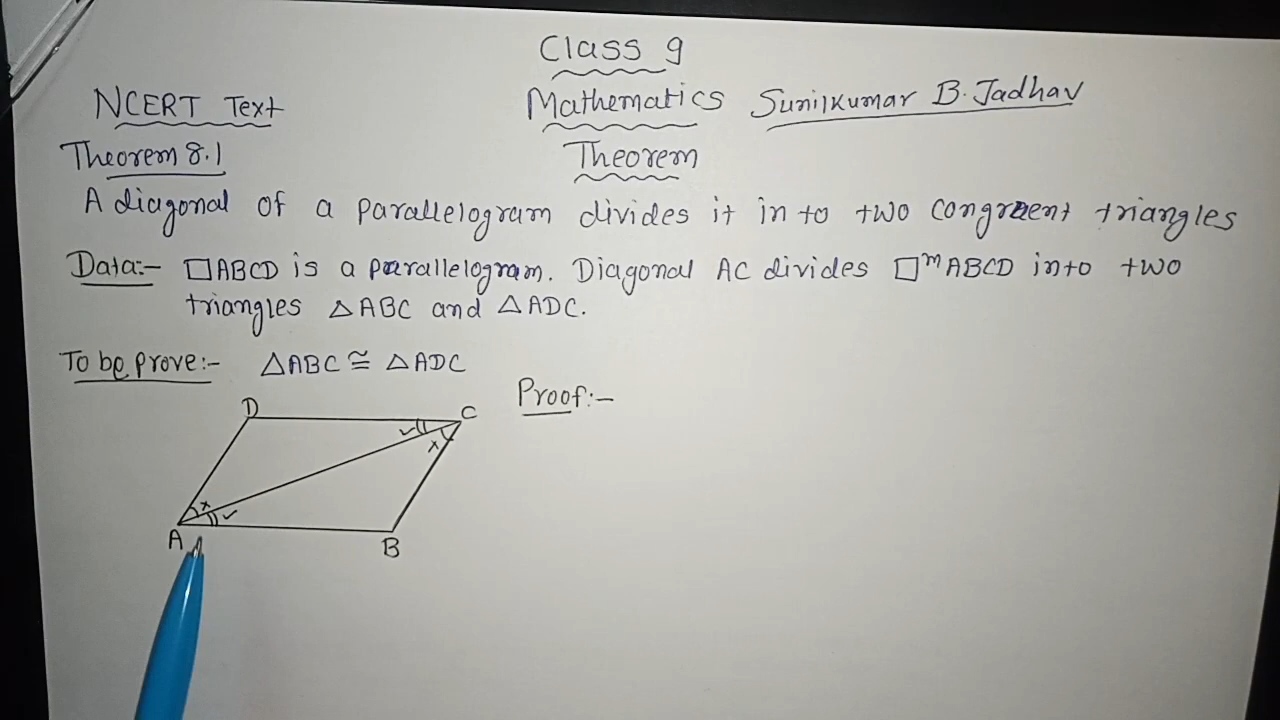 Class 9
NCERT Text
Mathematics Sunilkumar B. Jadhav
Theorem 8.1
Theorem
A diagonal of a parallelogram divides it in to two congruent triangles
Data:- □ABCD is a parallelogram. Diagonal AC divides □ᵐABCD into two
triangles △ABC and △ADC.
To be prove:- △ABC ≅ △ADC
Proof:-
D C
✓ x
x ✓
A B